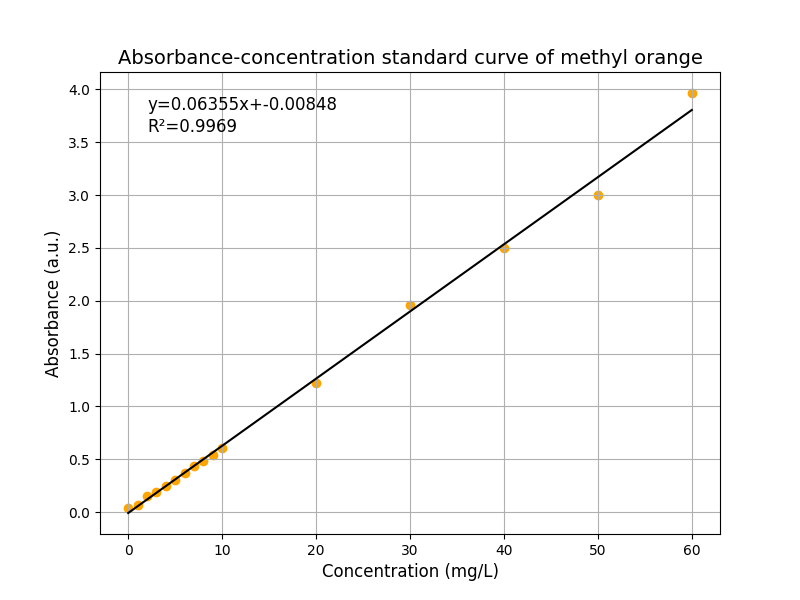 Absorbance-concentration standard curve of methyl orange
y=0.06355x+-0.00848
R²=0.9969
4.0
3.5
3.0
2.5
2.0
1.5
1.0
0.5
0.0
Absorbance (a.u.)
0 10 20 30 40 50 60
Concentration (mg/L)